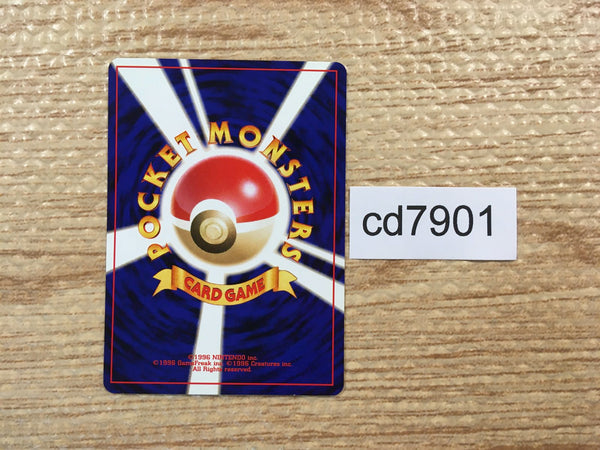 POCKET MONSTERS
CARD GAME
©1996 NINTENDO inc.
©1996 GameFreak inc. ©1996 Creatures inc.
All Rights reserved.
cd7901